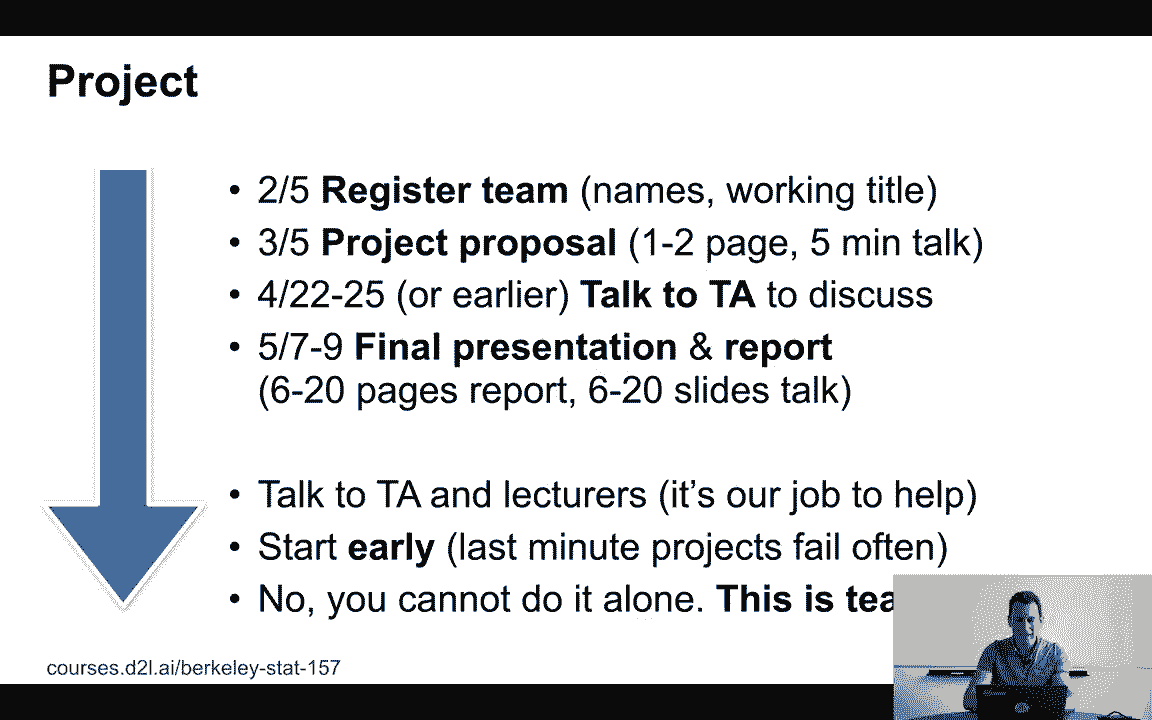 Project
• 2/5 Register team (names, working title)
• 3/5 Project proposal (1-2 page, 5 min talk)
• 4/22-25 (or earlier) Talk to TA to discuss
• 5/7-9 Final presentation & report
(6-20 pages report, 6-20 slides talk)
• Talk to TA and lecturers (it’s our job to help)
• Start early (last minute projects fail often)
• No, you cannot do it alone. This is
courses.d2l.ai/berkeley-stat-157